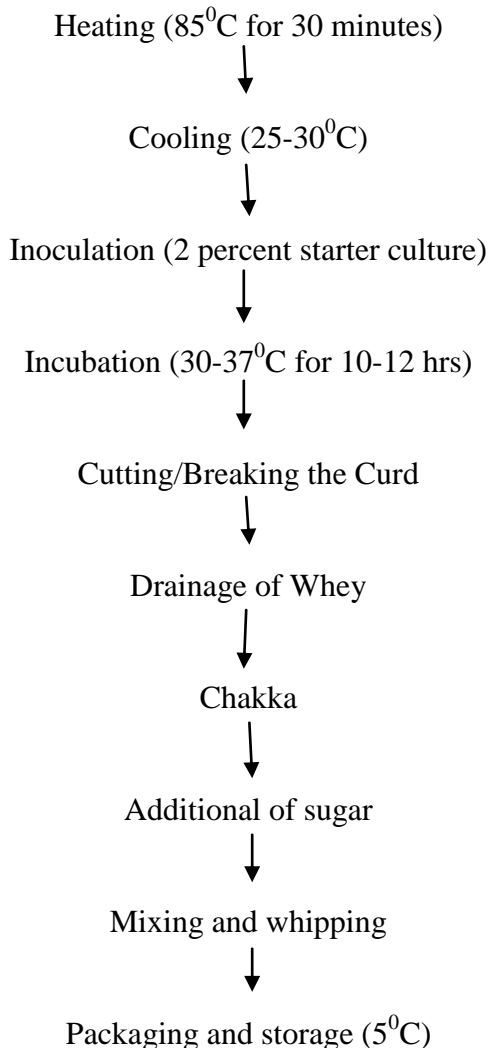 Heating (85⁰C for 30 minutes)
Cooling (25-30⁰C)
Inoculation (2 percent starter culture)
Incubation (30-37⁰C for 10-12 hrs)
Cutting/Breaking the Curd
Drainage of Whey
Chakka
Additional of sugar
Mixing and whipping
Packaging and storage (5⁰C)